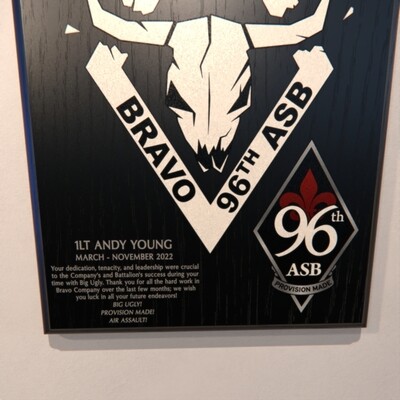 BRAVO
96TH ASB
96th
ASB
PROVISION MADE
1LT ANDY YOUNG
MARCH - NOVEMBER 2022
Your dedication, tenacity, and leadership were crucial
to the Company's and Battalion's success during your
time with Big Ugly. Thank you for all the hard work in
Bravo Company over the last few months; we wish
you luck in all your future endeavors!
BIG UGLY!
PROVISION MADE!
AIR ASSAULT!